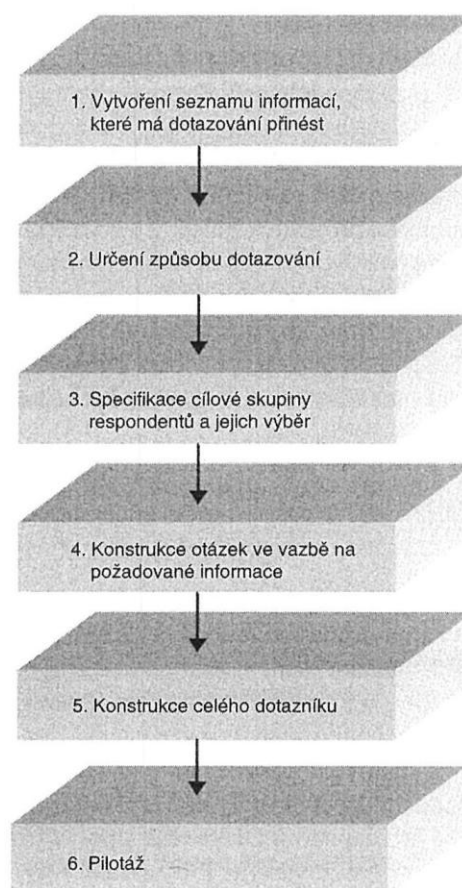 1. Vytvoření seznamu informací,
které má dotazování přinést
2. Určení způsobu dotazování
3. Specifikace cílové skupiny
respondentů a jejich výběr
4. Konstrukce otázek ve vazbě na
požadované informace
5. Konstrukce celého dotazníku
6. Pilotáž